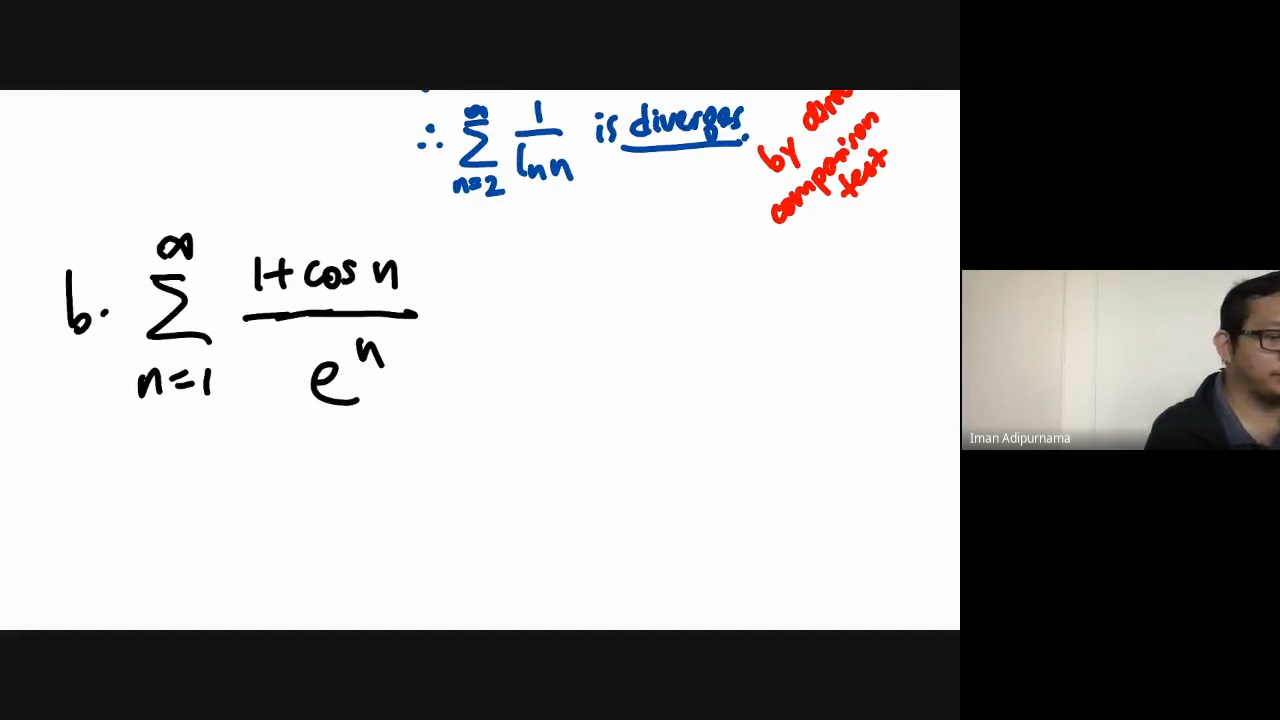 ∴ ∞∑n=2 1/ln n is diverges.
by
comparison
test
b. ∞∑n=1 1+cos n / e^n
Iman Adipurnama